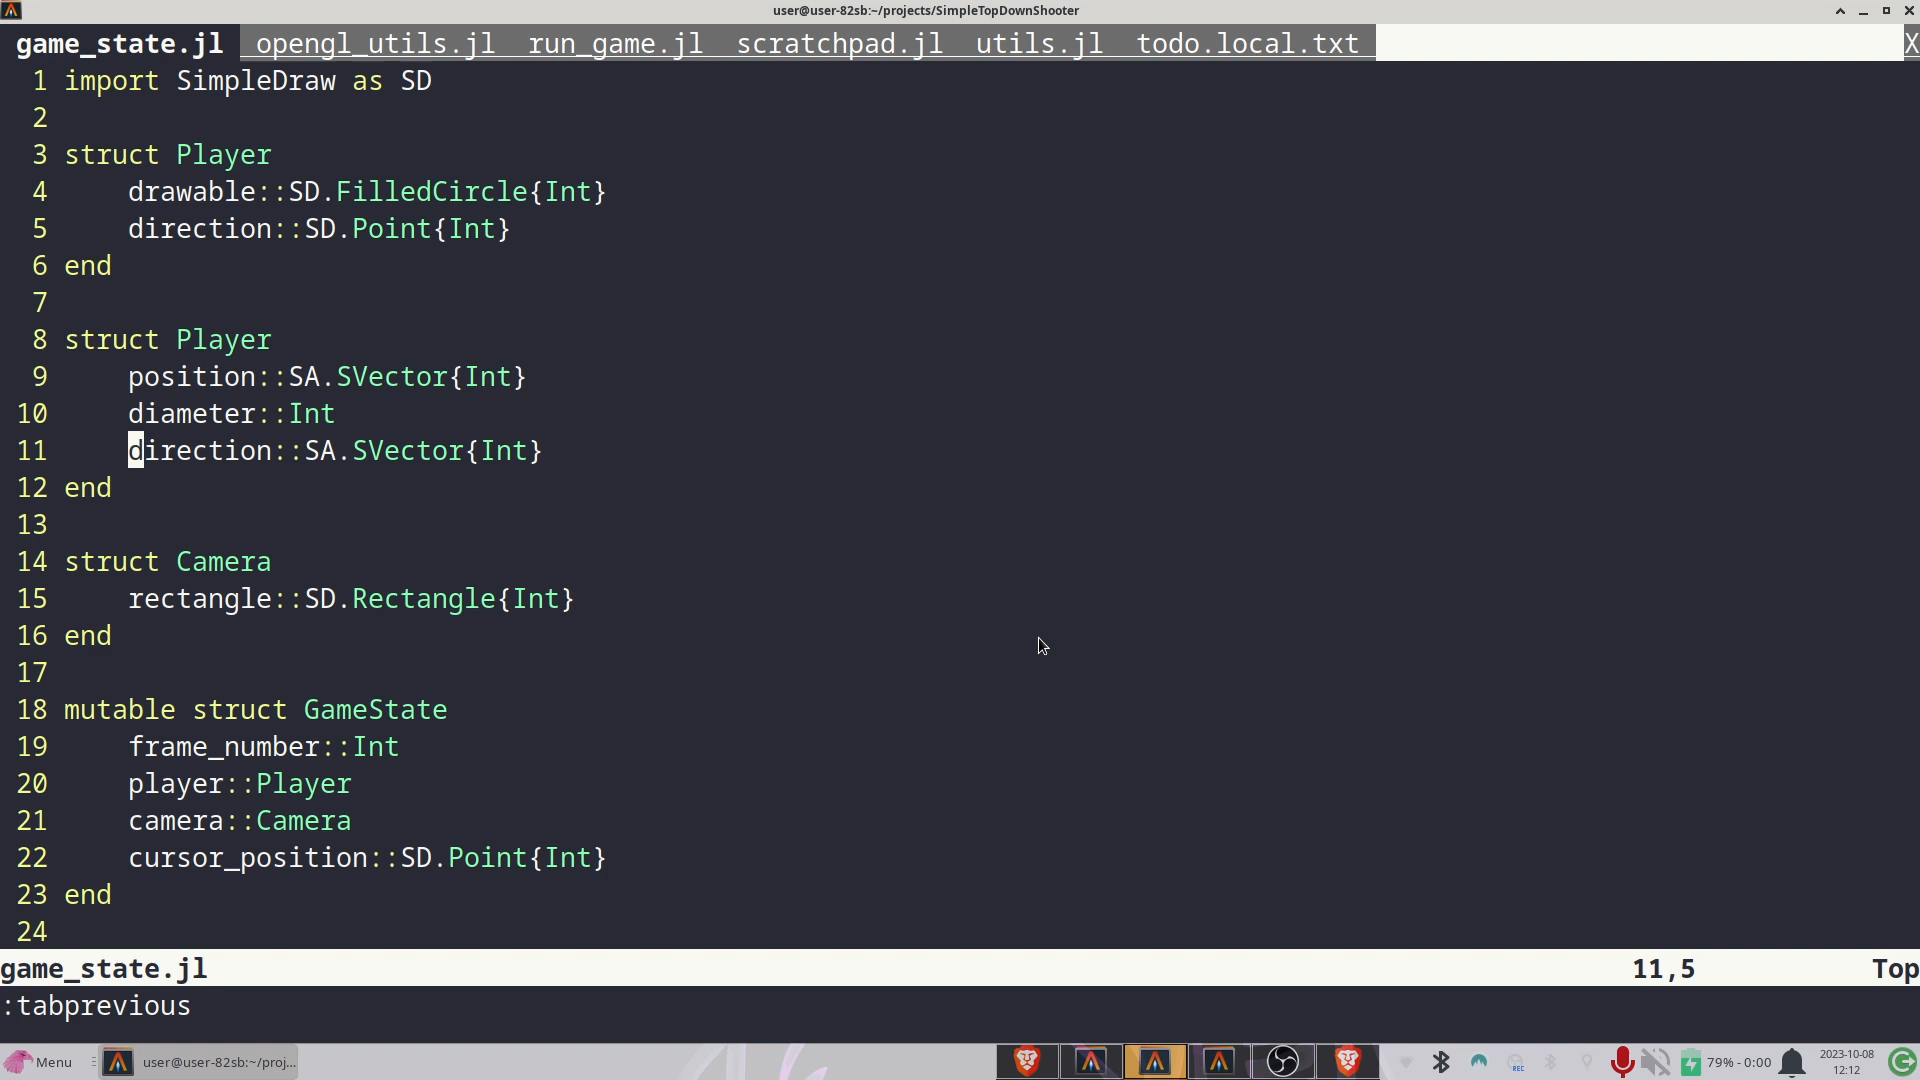 user@user-82sb:~/projects/SimpleTopDownShooter
game_state.jl opengl_utils.jl run_game.jl scratchpad.jl utils.jl todo.local.txt X
1 import SimpleDraw as SD
2
3 struct Player
4     drawable::SD.FilledCircle{Int}
5     direction::SD.Point{Int}
6 end
7
8 struct Player
9     position::SA.SVector{Int}
10     diameter::Int
11     direction::SA.SVector{Int}
12 end
13
14 struct Camera
15     rectangle::SD.Rectangle{Int}
16 end
17
18 mutable struct GameState
19     frame_number::Int
20     player::Player
21     camera::Camera
22     cursor_position::SD.Point{Int}
23 end
24
game_state.jl 11,5 Top
:tabprevious
Menu user@user-82sb:~/proj... REC 79% - 0:00 2023-10-08
12:12